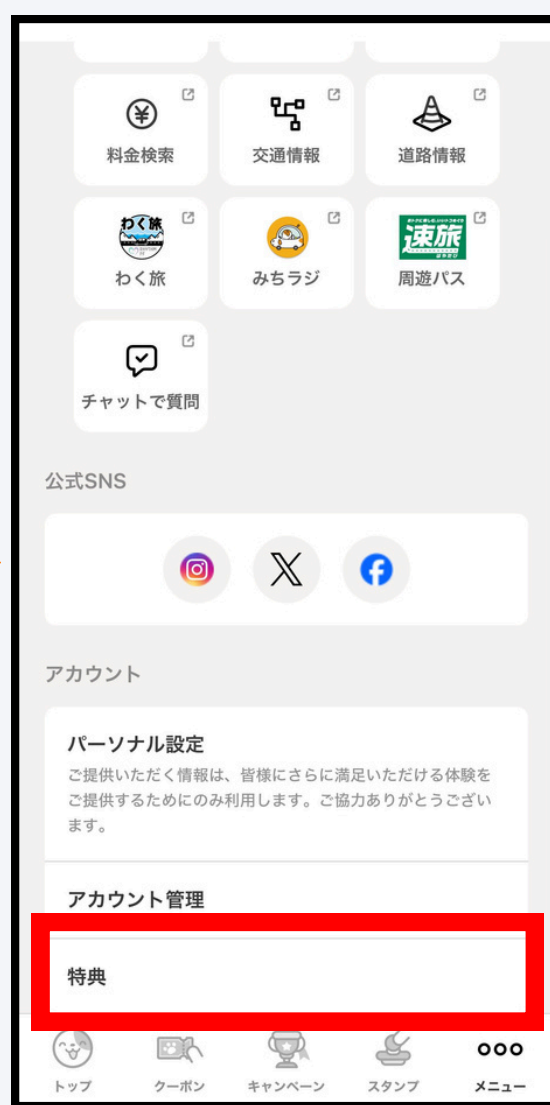 料金検索
交通情報
道路情報
わく旅
速旅
わく旅
みちラジ
周遊パス
チャットで質問
公式SNS
アカウント
パーソナル設定
ご提供いただく情報は、皆様にさらに満足いただける体験を
ご提供するためにのみ利用します。ご協力ありがとうござい
ます。
アカウント管理
特典
トップ
クーポン
キャンペーン
スタンプ
メニュー